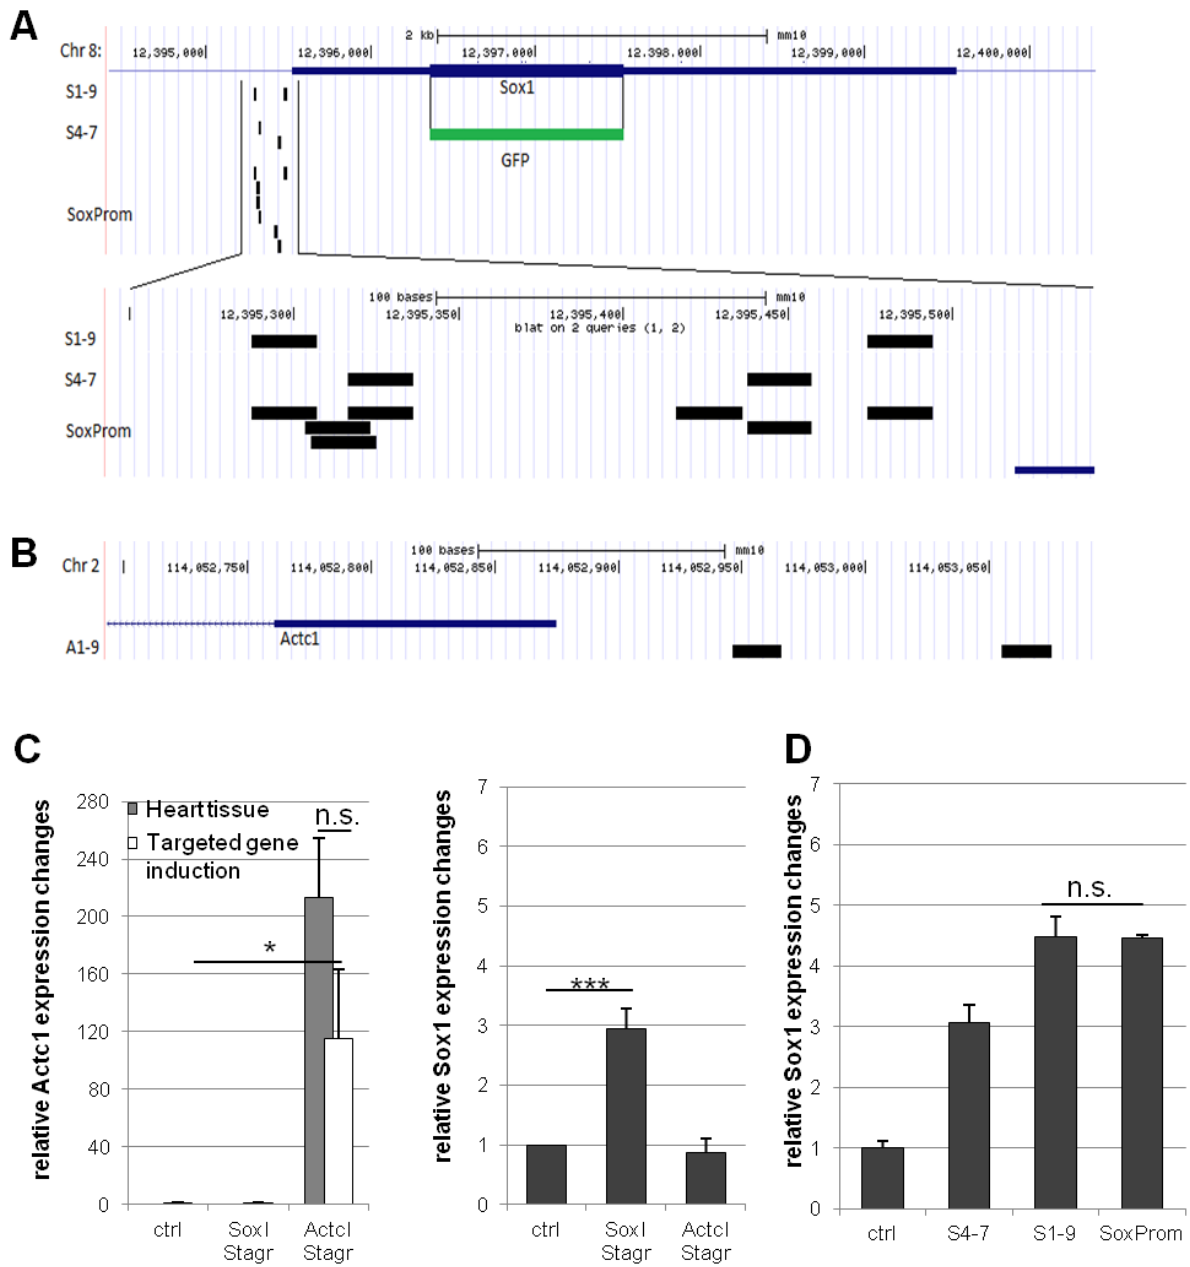 A
2 kb mm10
Chr 8: 12,395,000 12,396,000 12,397.000 12,398.000 12,399,000 12,400,000
Sox1
S1-9
S4-7
GFP
SoxProm
100 bases mm10
12,395,300 12,395,350 12,395,400 12,395,450 12,395,500
blat on 2 queries (1, 2)
S1-9
S4-7
SoxProm
B
100 bases mm10
Chr 2 114,052,750 114,052,800 114,052,850 114,052,900 114,052,950 114,053,000 114,053,050
Actc1
A1-9
C
relative Actc1 expression changes
280
240
200
160
120
80
40
0
Heart tissue
Targeted gene
induction
n.s.
*
ctrl
SoxI
Stagr
ActcI
Stagr
relative Sox1 expression changes
7
6
5
4
3
2
1
0
***
ctrl
SoxI
Stagr
ActcI
Stagr
D
relative Sox1 expression changes
7
6
5
4
3
2
1
0
n.s.
ctrl
S4-7
S1-9
SoxProm